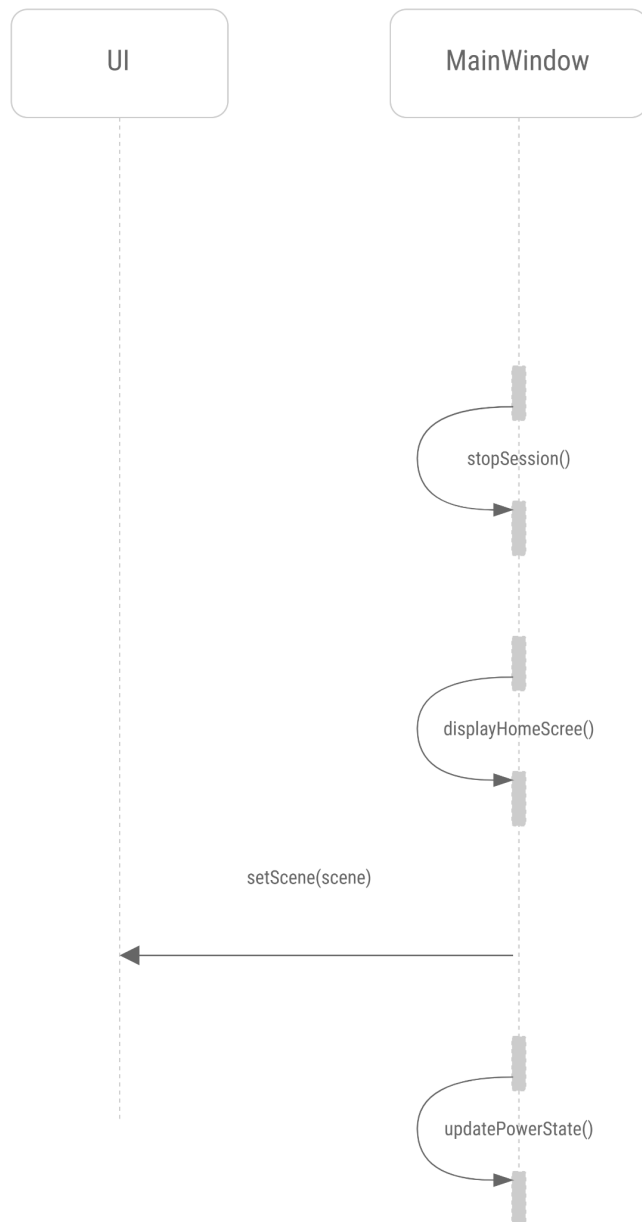 UI
MainWindow
stopSession()
displayHomeScree()
setScene(scene)
updatePowerState()